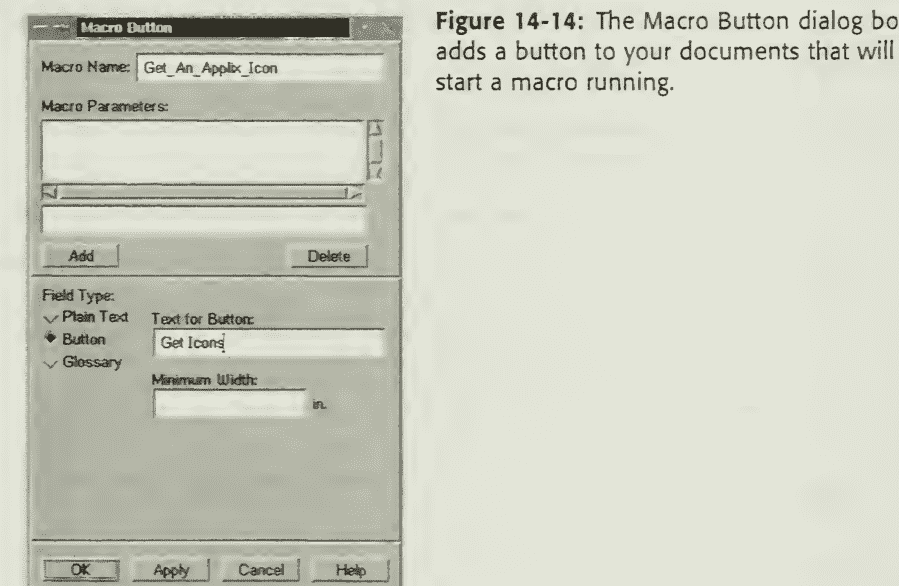 Macro Button
Macro Name: Get_An_Applix_Icon
Macro Parameters:
Add Delete
Field Type:
Plain Text Text for Button:
Button Get Icons
Glossary
Minimum Width:
in.
OK Apply Cancel Help
Figure 14-14: The Macro Button dialog bo
adds a button to your documents that will
start a macro running.